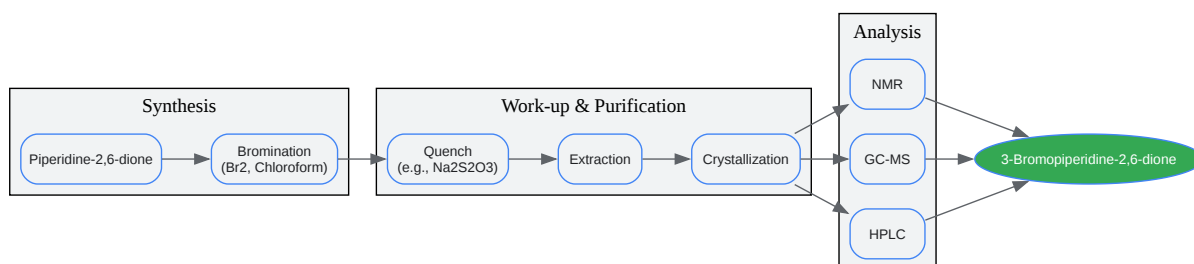 Synthesis
Piperidine-2,6-dione
Bromination
(Br2, Chloroform)
Work-up & Purification
Quench
(e.g., Na2S2O3)
Extraction
Crystallization
Analysis
NMR
GC-MS
HPLC
3-Bromopiperidine-2,6-dione